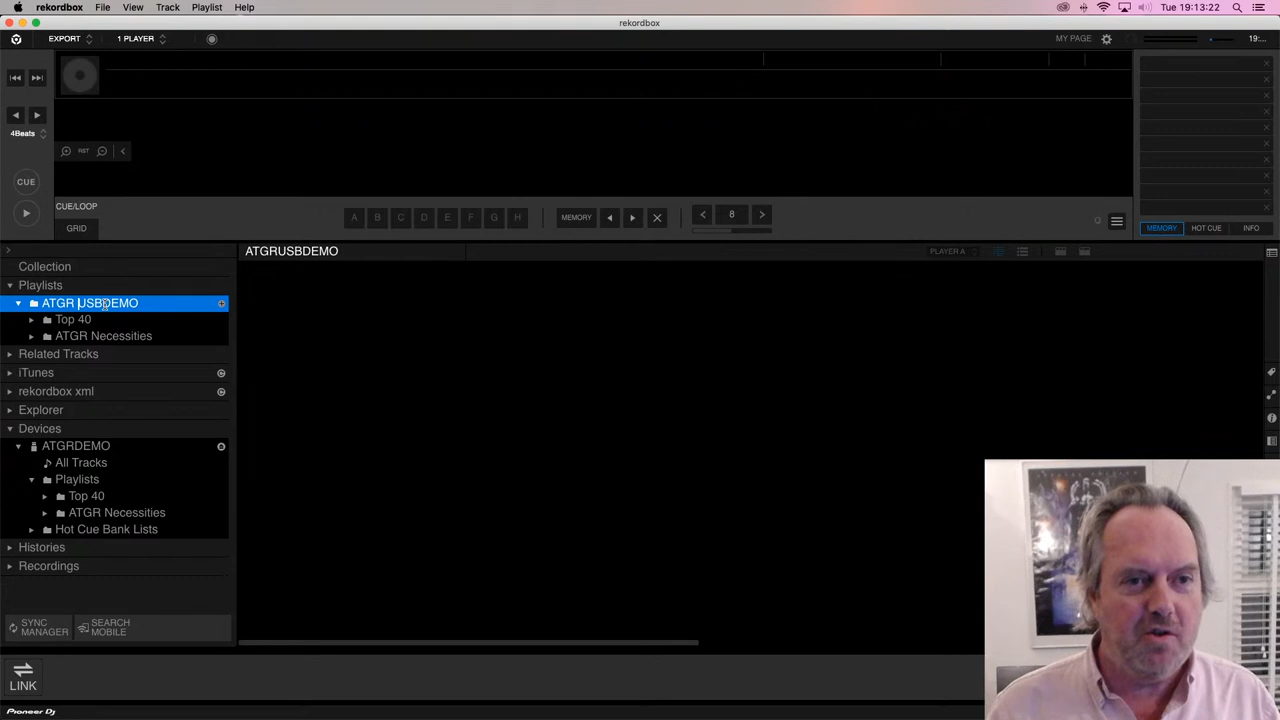 rekordbox File View Track Playlist Help Tue 19:13:22
rekordbox
EXPORT 1 PLAYER MY PAGE 19:...
4Beats
RST
CUE
CUE/LOOP
GRID
A B C D E F G H MEMORY 8
MEMORY HOT CUE INFO
ATGRUSBDEMO PLAYER A
Collection
Playlists
ATGR USBDEMO
Top 40
ATGR Necessities
Related Tracks
iTunes
rekordbox xml
Explorer
Devices
ATGRDEMO
All Tracks
Playlists
Top 40
ATGR Necessities
Hot Cue Bank Lists
Histories
Recordings
SYNC
MANAGER
SEARCH
MOBILE
LINK
Pioneer Dj